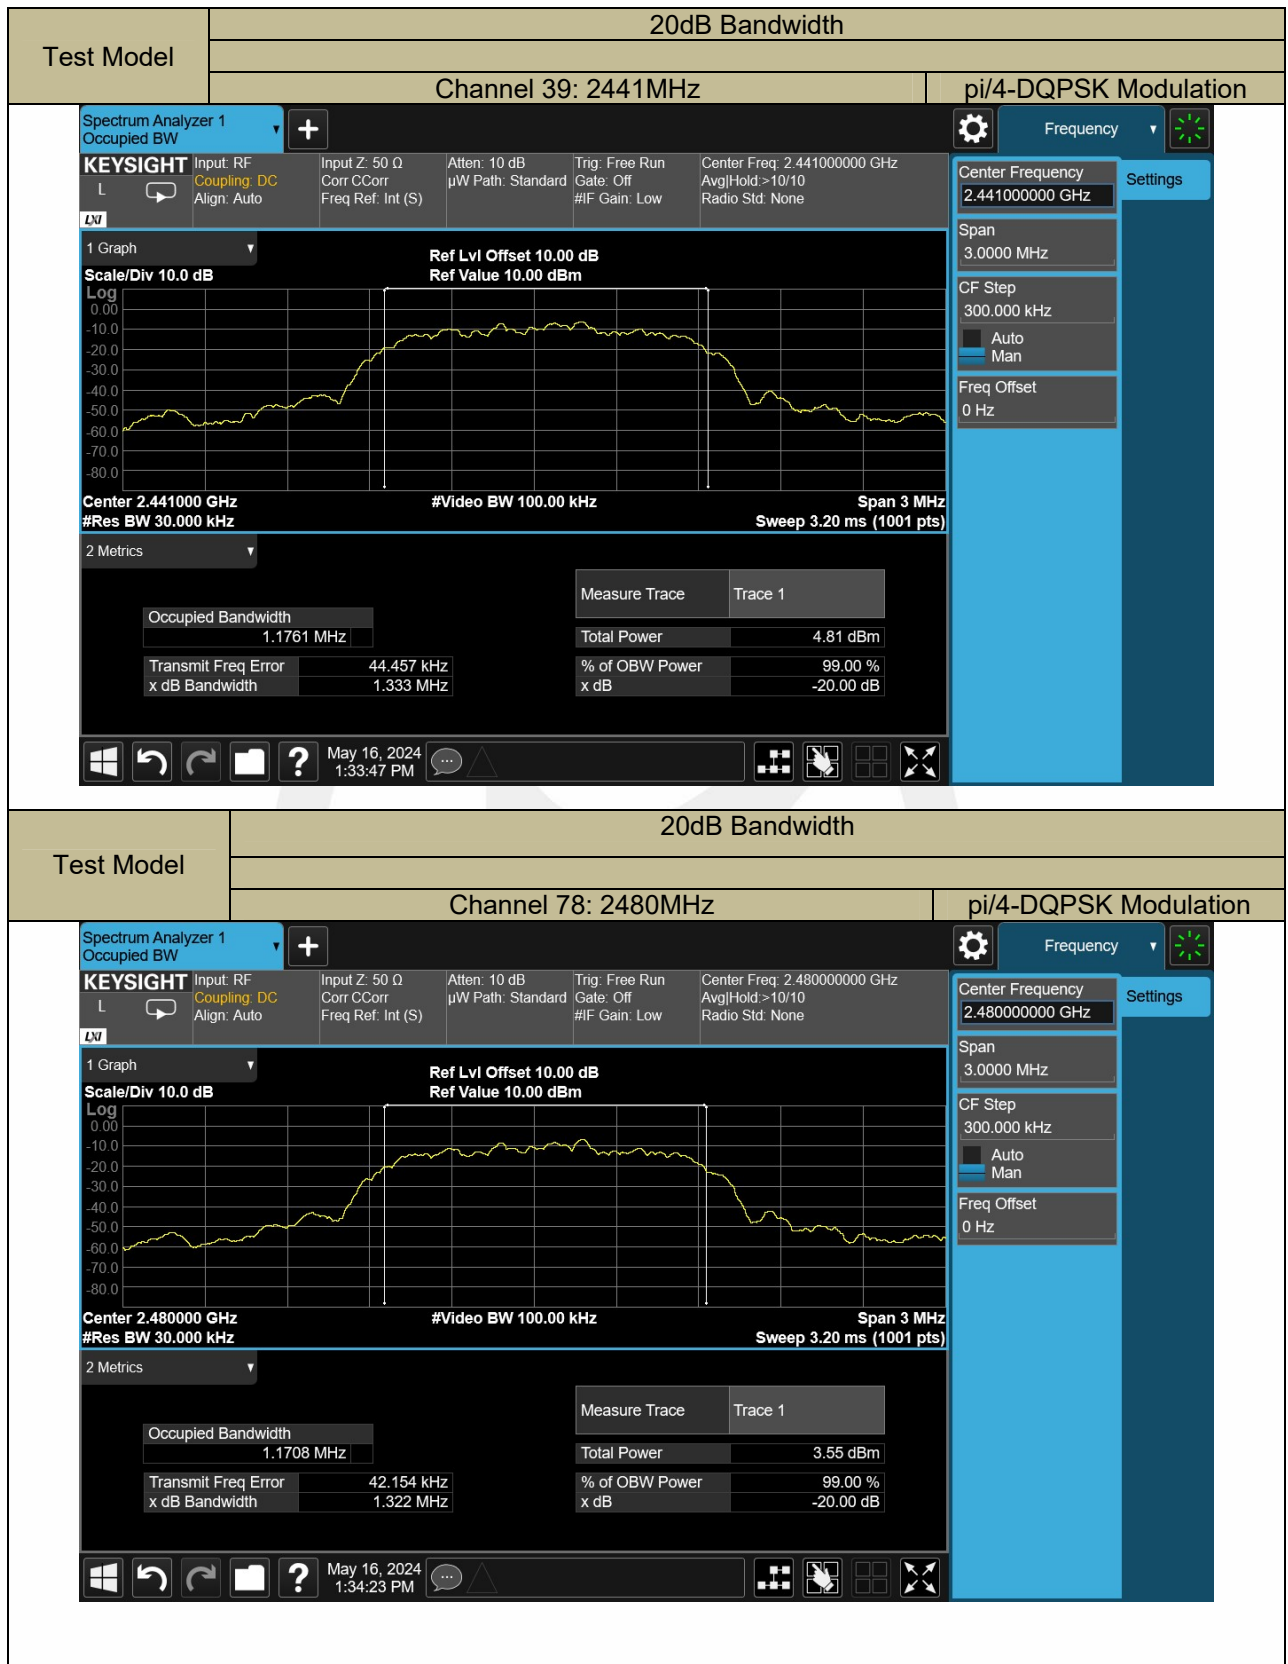 20dB Bandwidth
Test Model
Channel 39: 2441MHz
pi/4-DQPSK Modulation
Spectrum Analyzer 1
Occupied BW
Frequency
KEYSIGHT
L
LXI
Input: RF
Coupling: DC
Align: Auto
Input Z: 50 Ω
Corr CCorr
Freq Ref: Int (S)
Atten: 10 dB
µW Path: Standard
Trig: Free Run
Gate: Off
#IF Gain: Low
Center Freq: 2.441000000 GHz
Avg|Hold:>10/10
Radio Std: None
Center Frequency
2.441000000 GHz
Settings
Span
3.0000 MHz
CF Step
300.000 kHz
Auto
Man
Freq Offset
0 Hz
1 Graph
Scale/Div 10.0 dB
Ref Lvl Offset 10.00 dB
Ref Value 10.00 dBm
Log
0.00
-10.0
-20.0
-30.0
-40.0
-50.0
-60.0
-70.0
-80.0
Center 2.441000 GHz
#Video BW 100.00 kHz
Span 3 MHz
#Res BW 30.000 kHz
Sweep 3.20 ms (1001 pts)
2 Metrics
Measure Trace Trace 1
Occupied Bandwidth
1.1761 MHz
Total Power 4.81 dBm
Transmit Freq Error 44.457 kHz
% of OBW Power 99.00 %
x dB Bandwidth 1.333 MHz
x dB -20.00 dB
?
May 16, 2024
1:33:47 PM
20dB Bandwidth
Test Model
Channel 78: 2480MHz
pi/4-DQPSK Modulation
Spectrum Analyzer 1
Occupied BW
Frequency
KEYSIGHT
L
LXI
Input: RF
Coupling: DC
Align: Auto
Input Z: 50 Ω
Corr CCorr
Freq Ref: Int (S)
Atten: 10 dB
µW Path: Standard
Trig: Free Run
Gate: Off
#IF Gain: Low
Center Freq: 2.480000000 GHz
Avg|Hold:>10/10
Radio Std: None
Center Frequency
2.480000000 GHz
Settings
Span
3.0000 MHz
CF Step
300.000 kHz
Auto
Man
Freq Offset
0 Hz
1 Graph
Scale/Div 10.0 dB
Ref Lvl Offset 10.00 dB
Ref Value 10.00 dBm
Log
0.00
-10.0
-20.0
-30.0
-40.0
-50.0
-60.0
-70.0
-80.0
Center 2.480000 GHz
#Video BW 100.00 kHz
Span 3 MHz
#Res BW 30.000 kHz
Sweep 3.20 ms (1001 pts)
2 Metrics
Measure Trace Trace 1
Occupied Bandwidth
1.1708 MHz
Total Power 3.55 dBm
Transmit Freq Error 42.154 kHz
% of OBW Power 99.00 %
x dB Bandwidth 1.322 MHz
x dB -20.00 dB
?
May 16, 2024
1:34:23 PM